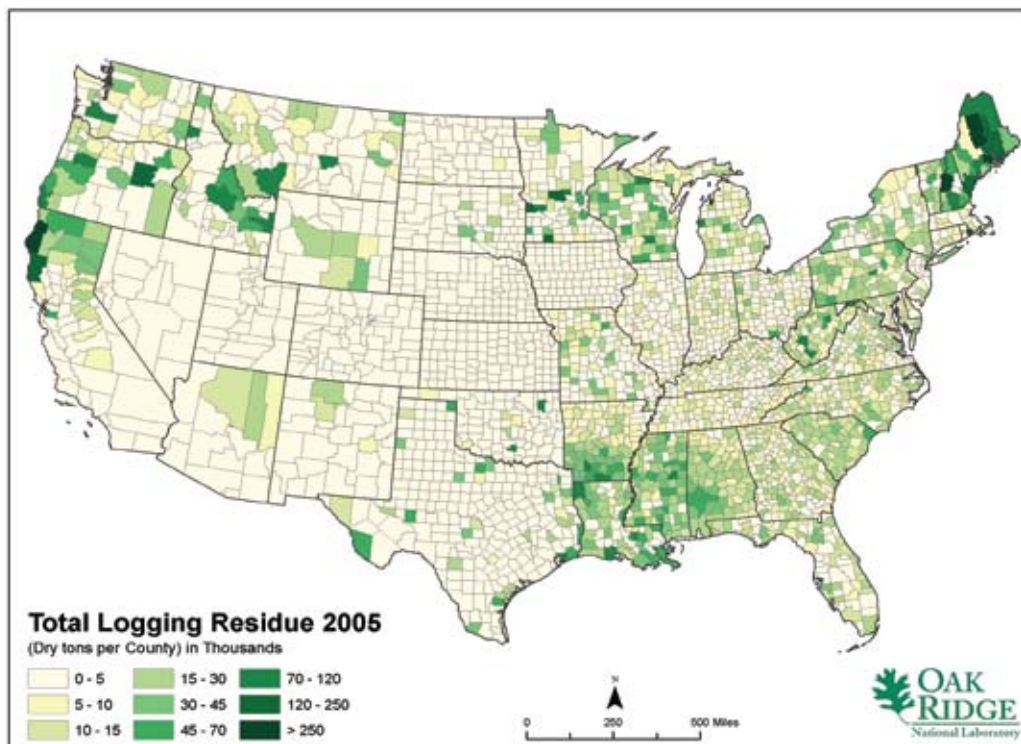 Total Logging Residue 2005
(Dry tons per County) in Thousands
0 - 5
5 - 10
10 - 15
15 - 30
30 - 45
45 - 70
70 - 120
120 - 250
> 250
N
0 250 500 Miles
OAK
RIDGE
National Laboratory